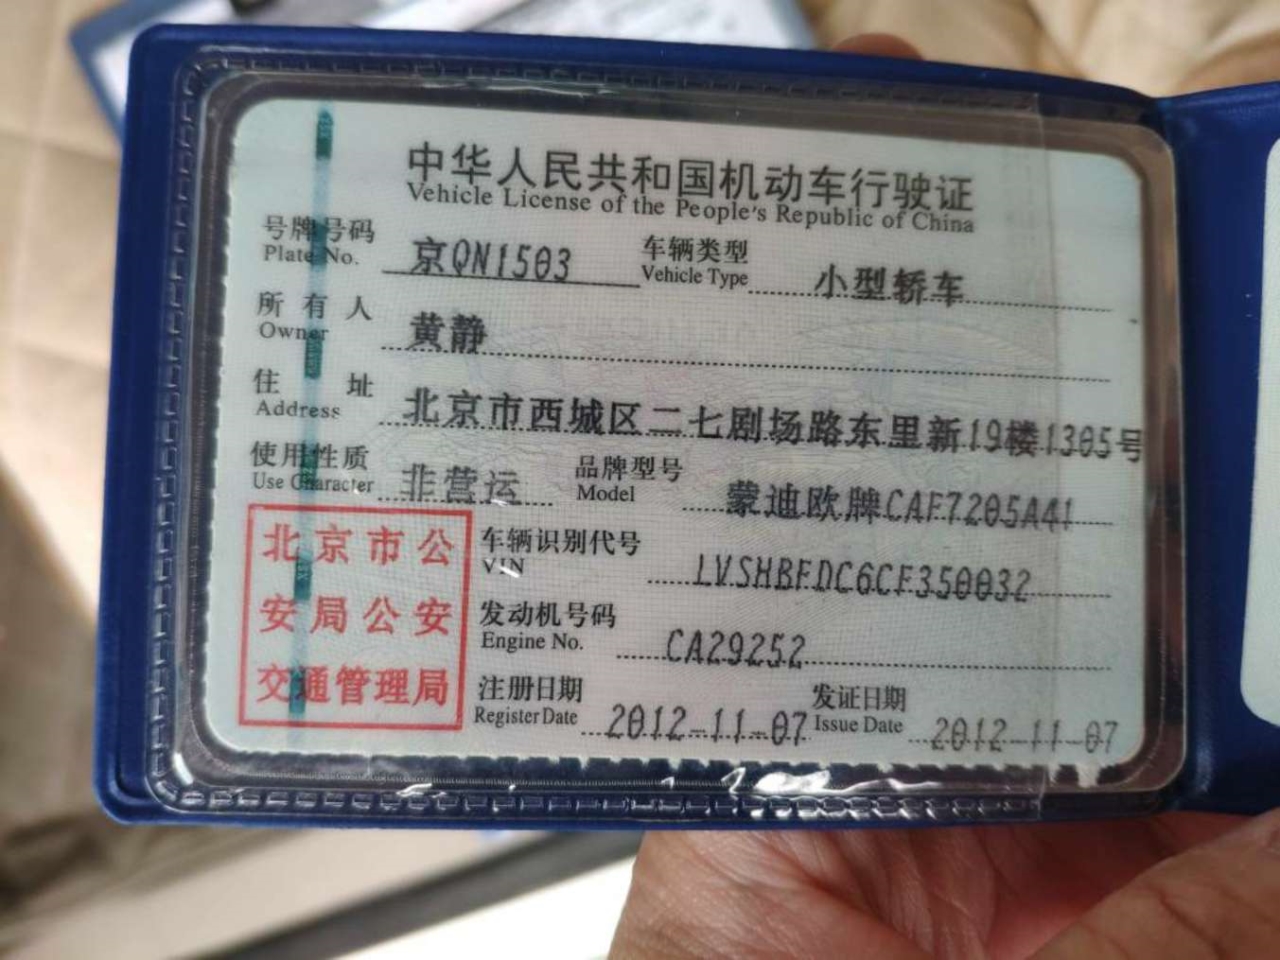 中华人民共和国机动车行驶证
Vehicle License of the People's Republic of China
号牌号码 京QN1503 车辆类型 小型轿车
Plate No. Vehicle Type
所有人 黄静
Owner
住址 北京市西城区二七剧场路东里新19楼1305号
Address
使用性质 非营运 品牌型号 蒙迪欧牌CAF7205A41
Use Character Model
北京市公安局公安交通管理局
车辆识别代号 LVSHBFDC6CF350032
VIN
发动机号码 CA29252
Engine No.
注册日期 2012-11-07 发证日期 2012-11-07
Register Date Issue Date